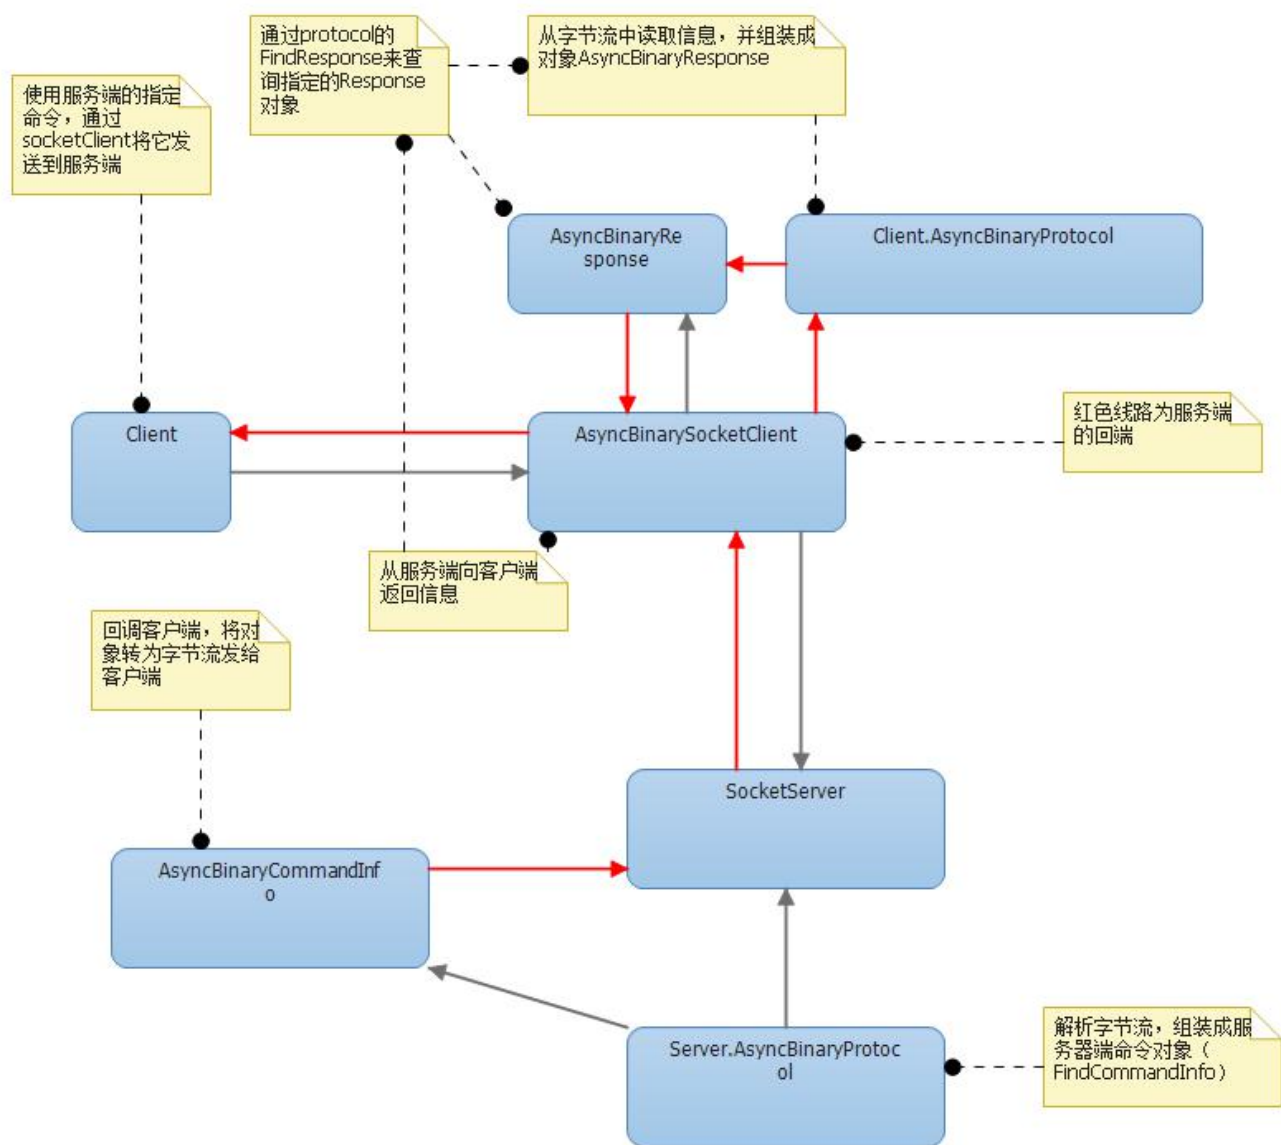 通过protocol的
FindResponse来查
询指定的Response
对象
从字节流中读取信息，并组装成
对象AsyncBinaryResponse
使用服务端的指定
命令，通过
socketClient将它发
送到服务端
AsyncBinaryRe
sponse
Client.AsyncBinaryProtocol
Client
AsyncBinarySocketClient
红色线路为服务端
的回端
从服务端向客户端
返回信息
回调客户端，将对
象转为字节流发给
客户端
SocketServer
AsyncBinaryCommandInf
o
Server.AsyncBinaryProtoc
ol
解析字节流，组装成服
务器端命令对象（
FindCommandInfo）